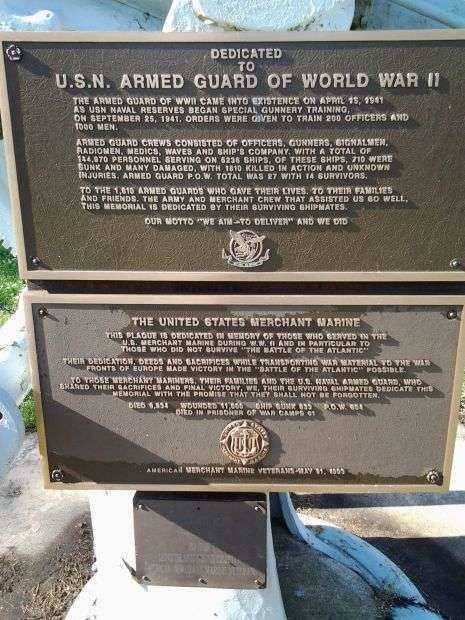 DEDICATED
TO
U.S.N. ARMED GUARD OF WORLD WAR II
THE ARMED GUARD OF WWII CAME INTO EXISTENCE ON APRIL 15, 1941
AS USN NAVAL RESERVES BEGAN SPECIAL GUNNERY TRAINING,
ON SEPTEMBER 25, 1941. ORDERS WERE GIVEN TO TRAIN 200 OFFICERS AND
1000 MEN.
ARMED GUARD CREWS CONSISTED OF OFFICERS, GUNNERS, SIGNALMEN,
RADIOMEN, MEDICS, WAVES AND SHIP'S COMPANY. WITH A TOTAL OF
144,970 PERSONNEL SERVING ON 6236 SHIPS, OF THESE SHIPS, 710 WERE
SUNK AND MANY DAMAGED, WITH 1810 KILLED IN ACTION AND UNKNOWN
INJURIES. ARMED GUARD P.O.W. TOTAL WAS 27 WITH 14 SURVIVORS.
TO THE 1,810 ARMED GUARDS WHO GAVE THEIR LIVES. TO THEIR FAMILIES
AND FRIENDS. THE ARMY AND MERCHANT CREW THAT ASSISTED US SO WELL,
THIS MEMORIAL IS DEDICATED BY THEIR SURVIVING SHIPMATES.
OUR MOTTO "WE AIM-TO DELIVER" AND WE DID
THE UNITED STATES MERCHANT MARINE
THIS PLAQUE IS DEDICATED IN MEMORY OF THOSE WHO SERVED IN THE
U.S. MERCHANT MARINE DURING W.W. II AND IN PARTICULAR TO
THOSE WHO DID NOT SURVIVE "THE BATTLE OF THE ATLANTIC"
THEIR DEDICATION, DEEDS AND SACRIFICES WHILE TRANSPORTING WAR MATERIAL TO THE WAR
FRONTS OF EUROPE MADE VICTORY IN THE "BATTLE OF THE ATLANTIC" POSSIBLE.
TO THOSE MERCHANT MARINERS, THEIR FAMILIES AND THE U.S. NAVAL ARMED GUARD, WHO
SHARED THEIR SACRIFICES AND FINAL VICTORY, WE, THEIR SURVIVING SHIPMATES DEDICATE THIS
MEMORIAL WITH THE PROMISE THAT THEY SHALL NOT BE FORGOTTEN.
DIED 6,834 WOUNDED 11,000 SHIP SUNK 833 P.O.W. 604
DIED IN PRISONER OF WAR CAMPS 61
AMERICAN MERCHANT MARINE VETERANS-MAY 31, 1993